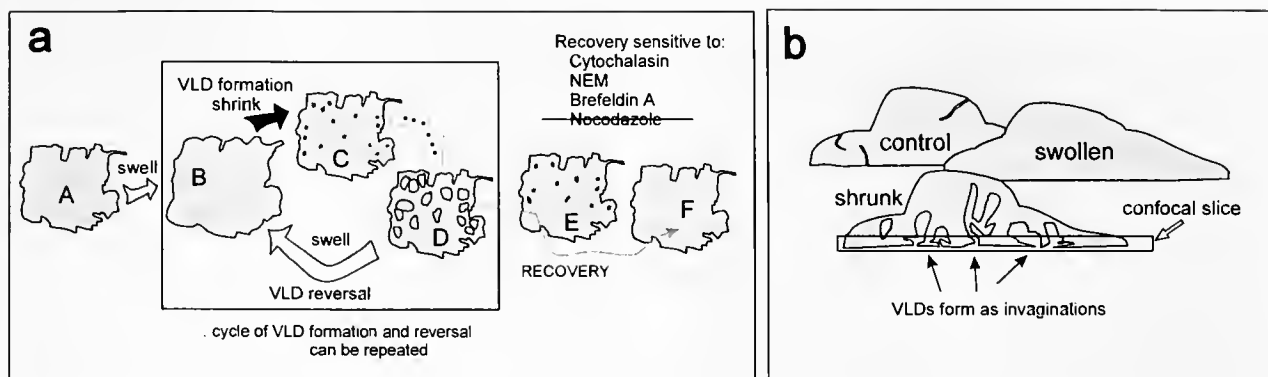 a
VLD formation
shrink
A
swell
B
C
D
swell
VLD reversal
. cycle of VLD formation and reversal
can be repeated
Recovery sensitive to:
Cytochalasin
NEM
Brefeldin A
Nocodazole
E
F
RECOVERY
b
control
swollen
shrunk
confocal slice
VLDs form as invaginations